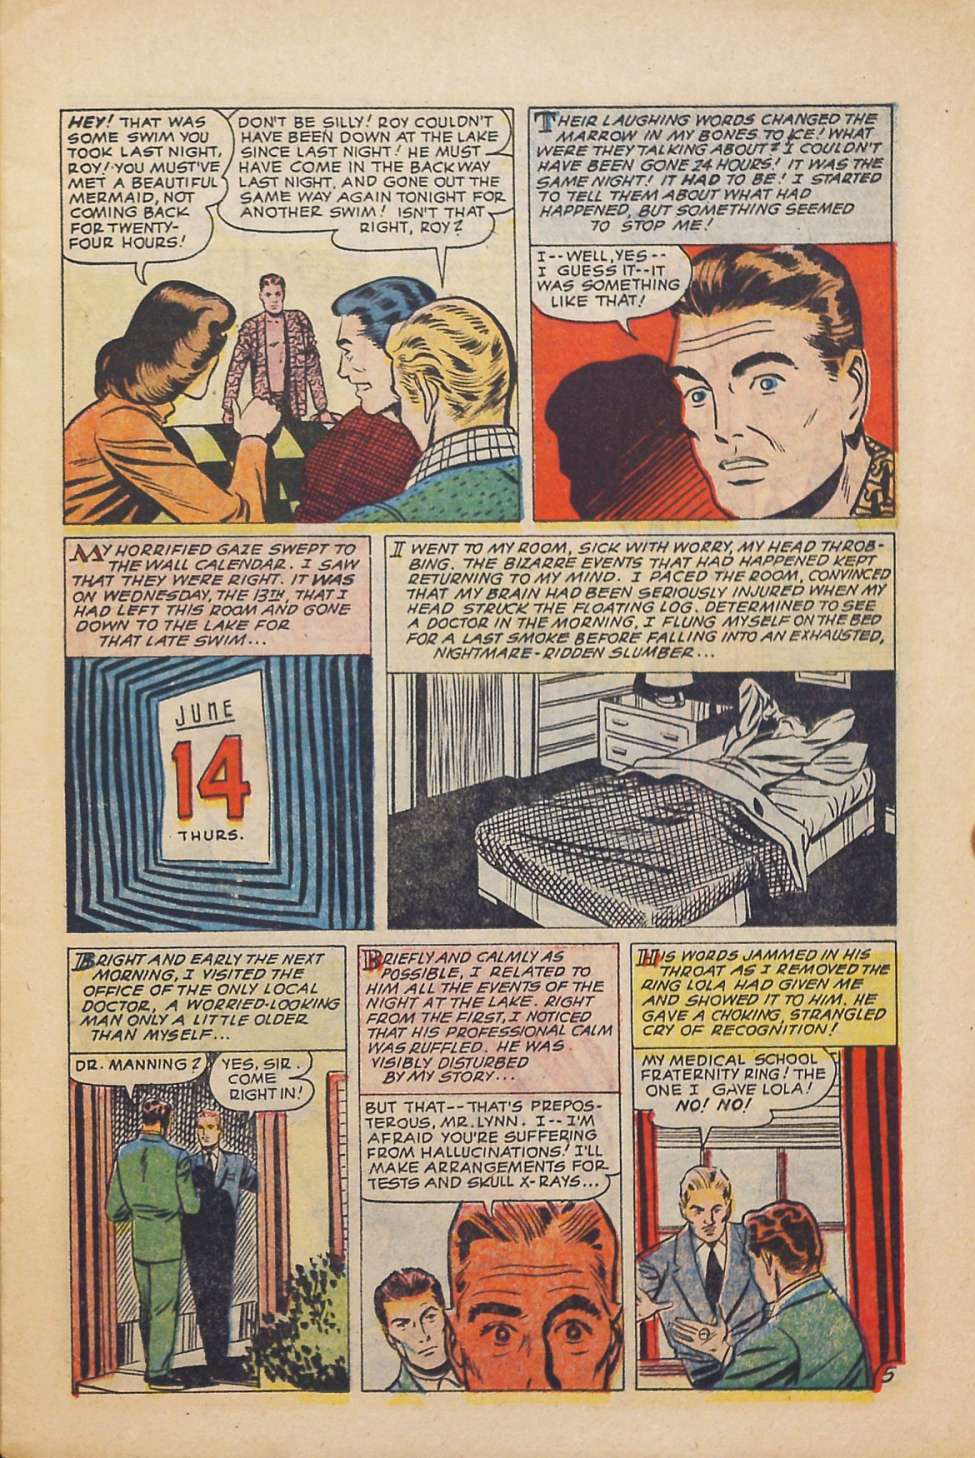 HEY! THAT WAS
SOME SWIM YOU
TOOK LAST NIGHT,
ROY! YOU MUST'VE
MET A BEAUTIFUL
MERMAID, NOT
COMING BACK
FOR TWENTY-
FOUR HOURS!
DON'T BE SILLY! ROY COULDN'T
HAVE BEEN DOWN AT THE LAKE
SINCE LAST NIGHT! HE MUST
HAVE COME IN THE BACK WAY
LAST NIGHT, AND GONE OUT THE
SAME WAY AGAIN TONIGHT FOR
ANOTHER SWIM! ISN'T THAT
RIGHT, ROY?
THEIR LAUGHING WORDS CHANGED THE
MARROW IN MY BONES TO ICE! WHAT
WERE THEY TALKING ABOUT? I COULDN'T
HAVE BEEN GONE 24 HOURS! IT WAS THE
SAME NIGHT! IT HAD TO BE! I STARTED
TO TELL THEM ABOUT WHAT HAD
HAPPENED, BUT SOMETHING SEEMED
TO STOP ME!
I--WELL, YES--
I GUESS IT--IT
WAS SOMETHING
LIKE THAT!
MY HORRIFIED GAZE SWEPT TO
THE WALL CALENDAR. I SAW
THAT THEY WERE RIGHT. IT WAS
ON WEDNESDAY, THE 13TH, THAT I
HAD LEFT THIS ROOM AND GONE
DOWN TO THE LAKE FOR
THAT LATE SWIM...
JUNE
14
THURS.
I WENT TO MY ROOM, SICK WITH WORRY, MY HEAD THROB-
BING. THE BIZARRE EVENTS THAT HAD HAPPENED KEPT
RETURNING TO MY MIND. I PACED THE ROOM, CONVINCED
THAT MY BRAIN HAD BEEN SERIOUSLY INJURED WHEN MY
HEAD STRUCK THE FLOATING LOG. DETERMINED TO SEE
A DOCTOR IN THE MORNING, I FLUNG MYSELF ON THE BED
FOR A LAST SMOKE BEFORE FALLING INTO AN EXHAUSTED,
NIGHTMARE-RIDDEN SLUMBER...
BRIGHT AND EARLY THE NEXT
MORNING, I VISITED THE
OFFICE OF THE ONLY LOCAL
DOCTOR, A WORRIED-LOOKING
MAN ONLY A LITTLE OLDER
THAN MYSELF...
DR. MANNING?
YES, SIR.
COME
RIGHT IN!
BRIEFLY AND CALMLY AS
POSSIBLE, I RELATED TO
HIM ALL THE EVENTS OF THE
NIGHT AT THE LAKE. RIGHT
FROM THE FIRST, I NOTICED
THAT HIS PROFESSIONAL CALM
WAS RUFFLED. HE WAS
VISIBLY DISTURBED
BY MY STORY...
BUT THAT--THAT'S PREPOS-
TEROUS, MR. LYNN. I--I'M
AFRAID YOU'RE SUFFERING
FROM HALLUCINATIONS! I'LL
MAKE ARRANGEMENTS FOR
TESTS AND SKULL X-RAYS...
HIS WORDS JAMMED IN HIS
THROAT AS I REMOVED THE
RING LOLA HAD GIVEN ME
AND SHOWED IT TO HIM. HE
GAVE A CHOKING, STRANGLED
CRY OF RECOGNITION!
MY MEDICAL SCHOOL
FRATERNITY RING! THE
ONE I GAVE LOLA!
NO! NO!
5